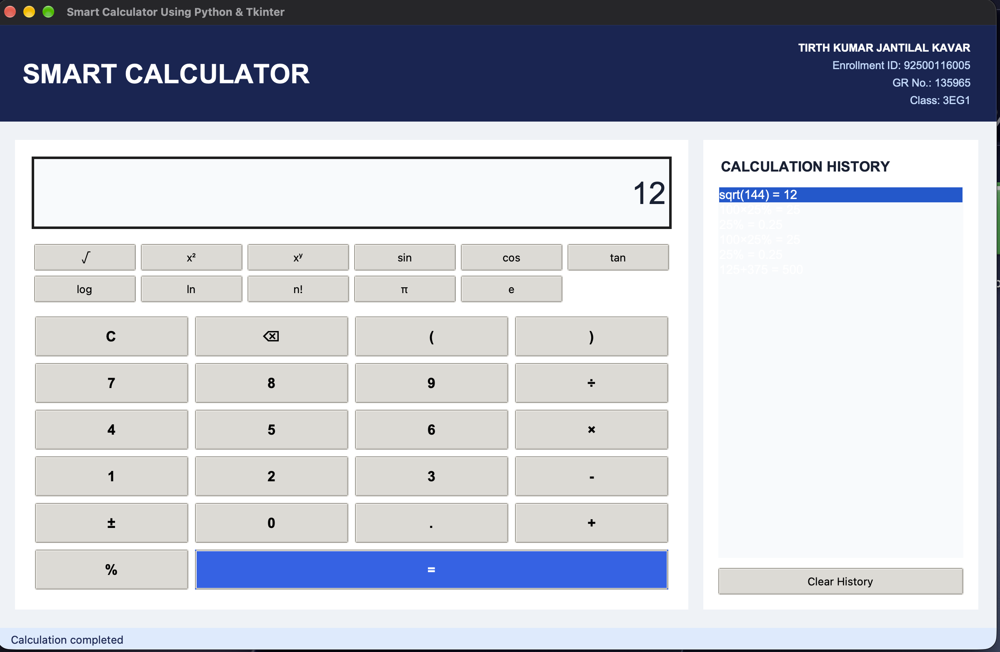 Smart Calculator Using Python & Tkinter
SMART CALCULATOR
TIRTH KUMAR JANTILAL KAVAR
Enrollment ID: 92500116005
GR No.: 135965
Class: 3EG1
12
√ x² xʸ sin cos tan
log ln n! π e
C ⌫ ( )
7 8 9 ÷
4 5 6 ×
1 2 3 -
± 0 . +
% =
CALCULATION HISTORY
sqrt(144) = 12
100×25% = 25
25% = 0.25
100×25% = 25
25% = 0.25
125+375 = 500
Clear History
Calculation completed